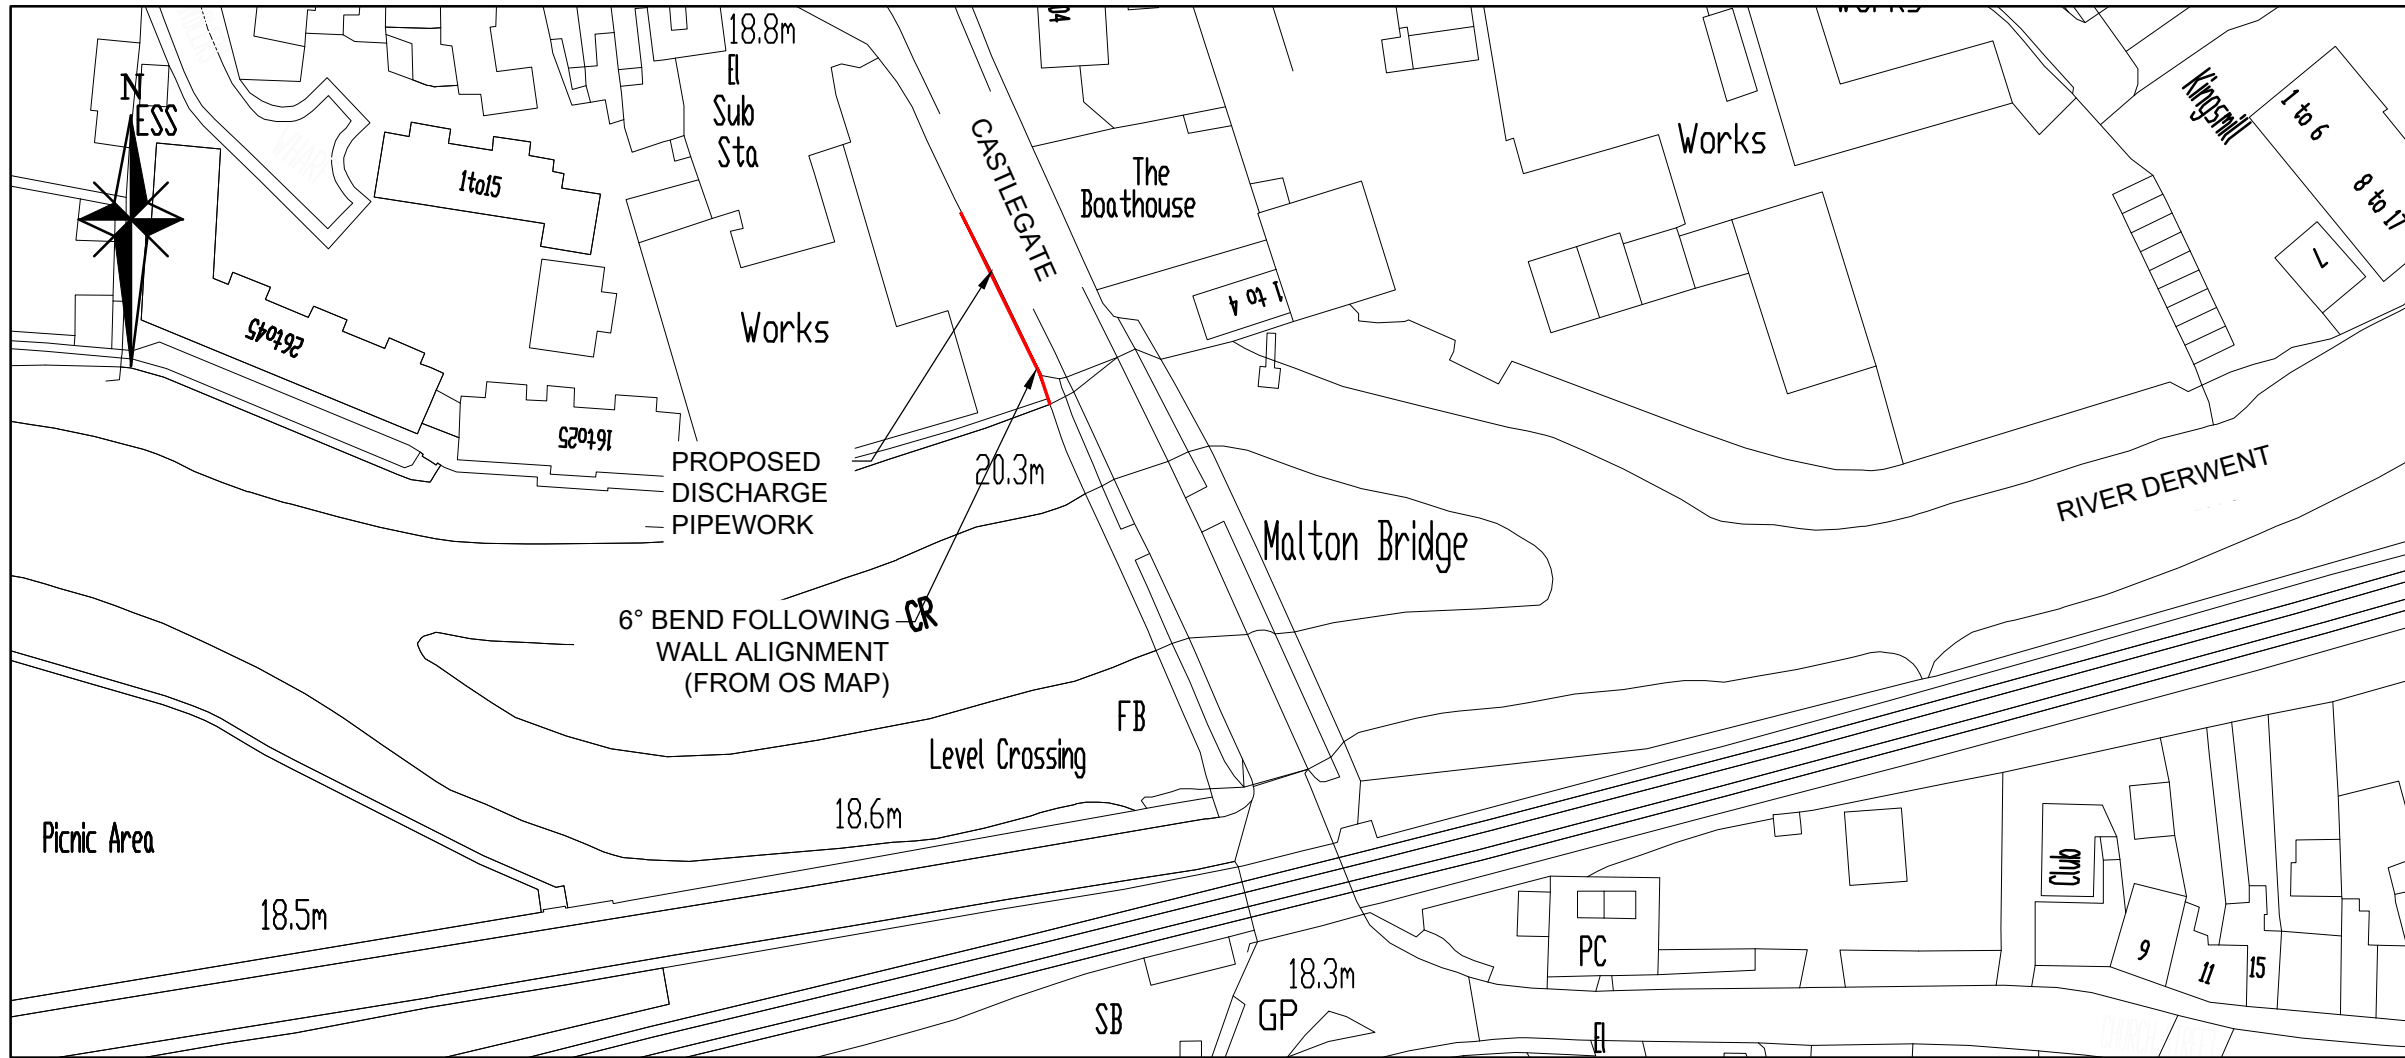 18.8m
El
Sub
Sta
N
ESS
1to15
26to45
16to25
Works
CASTLEGATE
The
Boathouse
1 to 4
Works
Kingsmill
1 to 6
8 to 17
7
PROPOSED
DISCHARGE
PIPEWORK
20.3m
Malton Bridge
RIVER DERWENT
6° BEND FOLLOWING
WALL ALIGNMENT
(FROM OS MAP)
CR
FB
Level Crossing
18.6m
Picnic Area
18.5m
Club
PC
9
11
15
18.3m
SB
GP
El